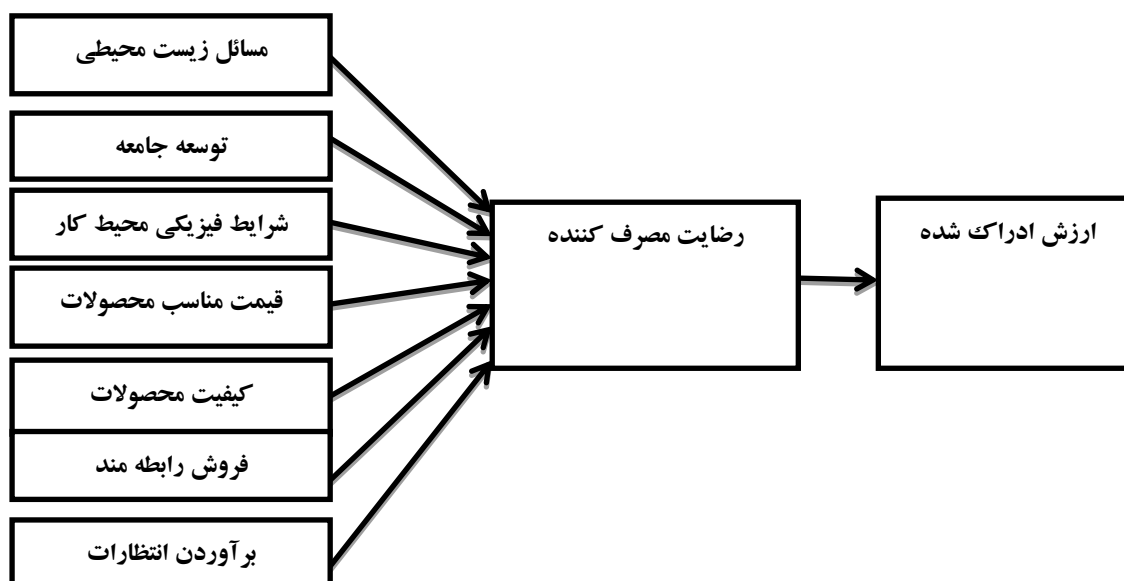 مسائل زیست محیطی
توسعه جامعه
شرایط فیزیکی محیط کار
قیمت مناسب محصولات
کیفیت محصولات
فروش رابطه مند
برآوردن انتظارات
رضایت مصرف کننده
ارزش ادراک شده